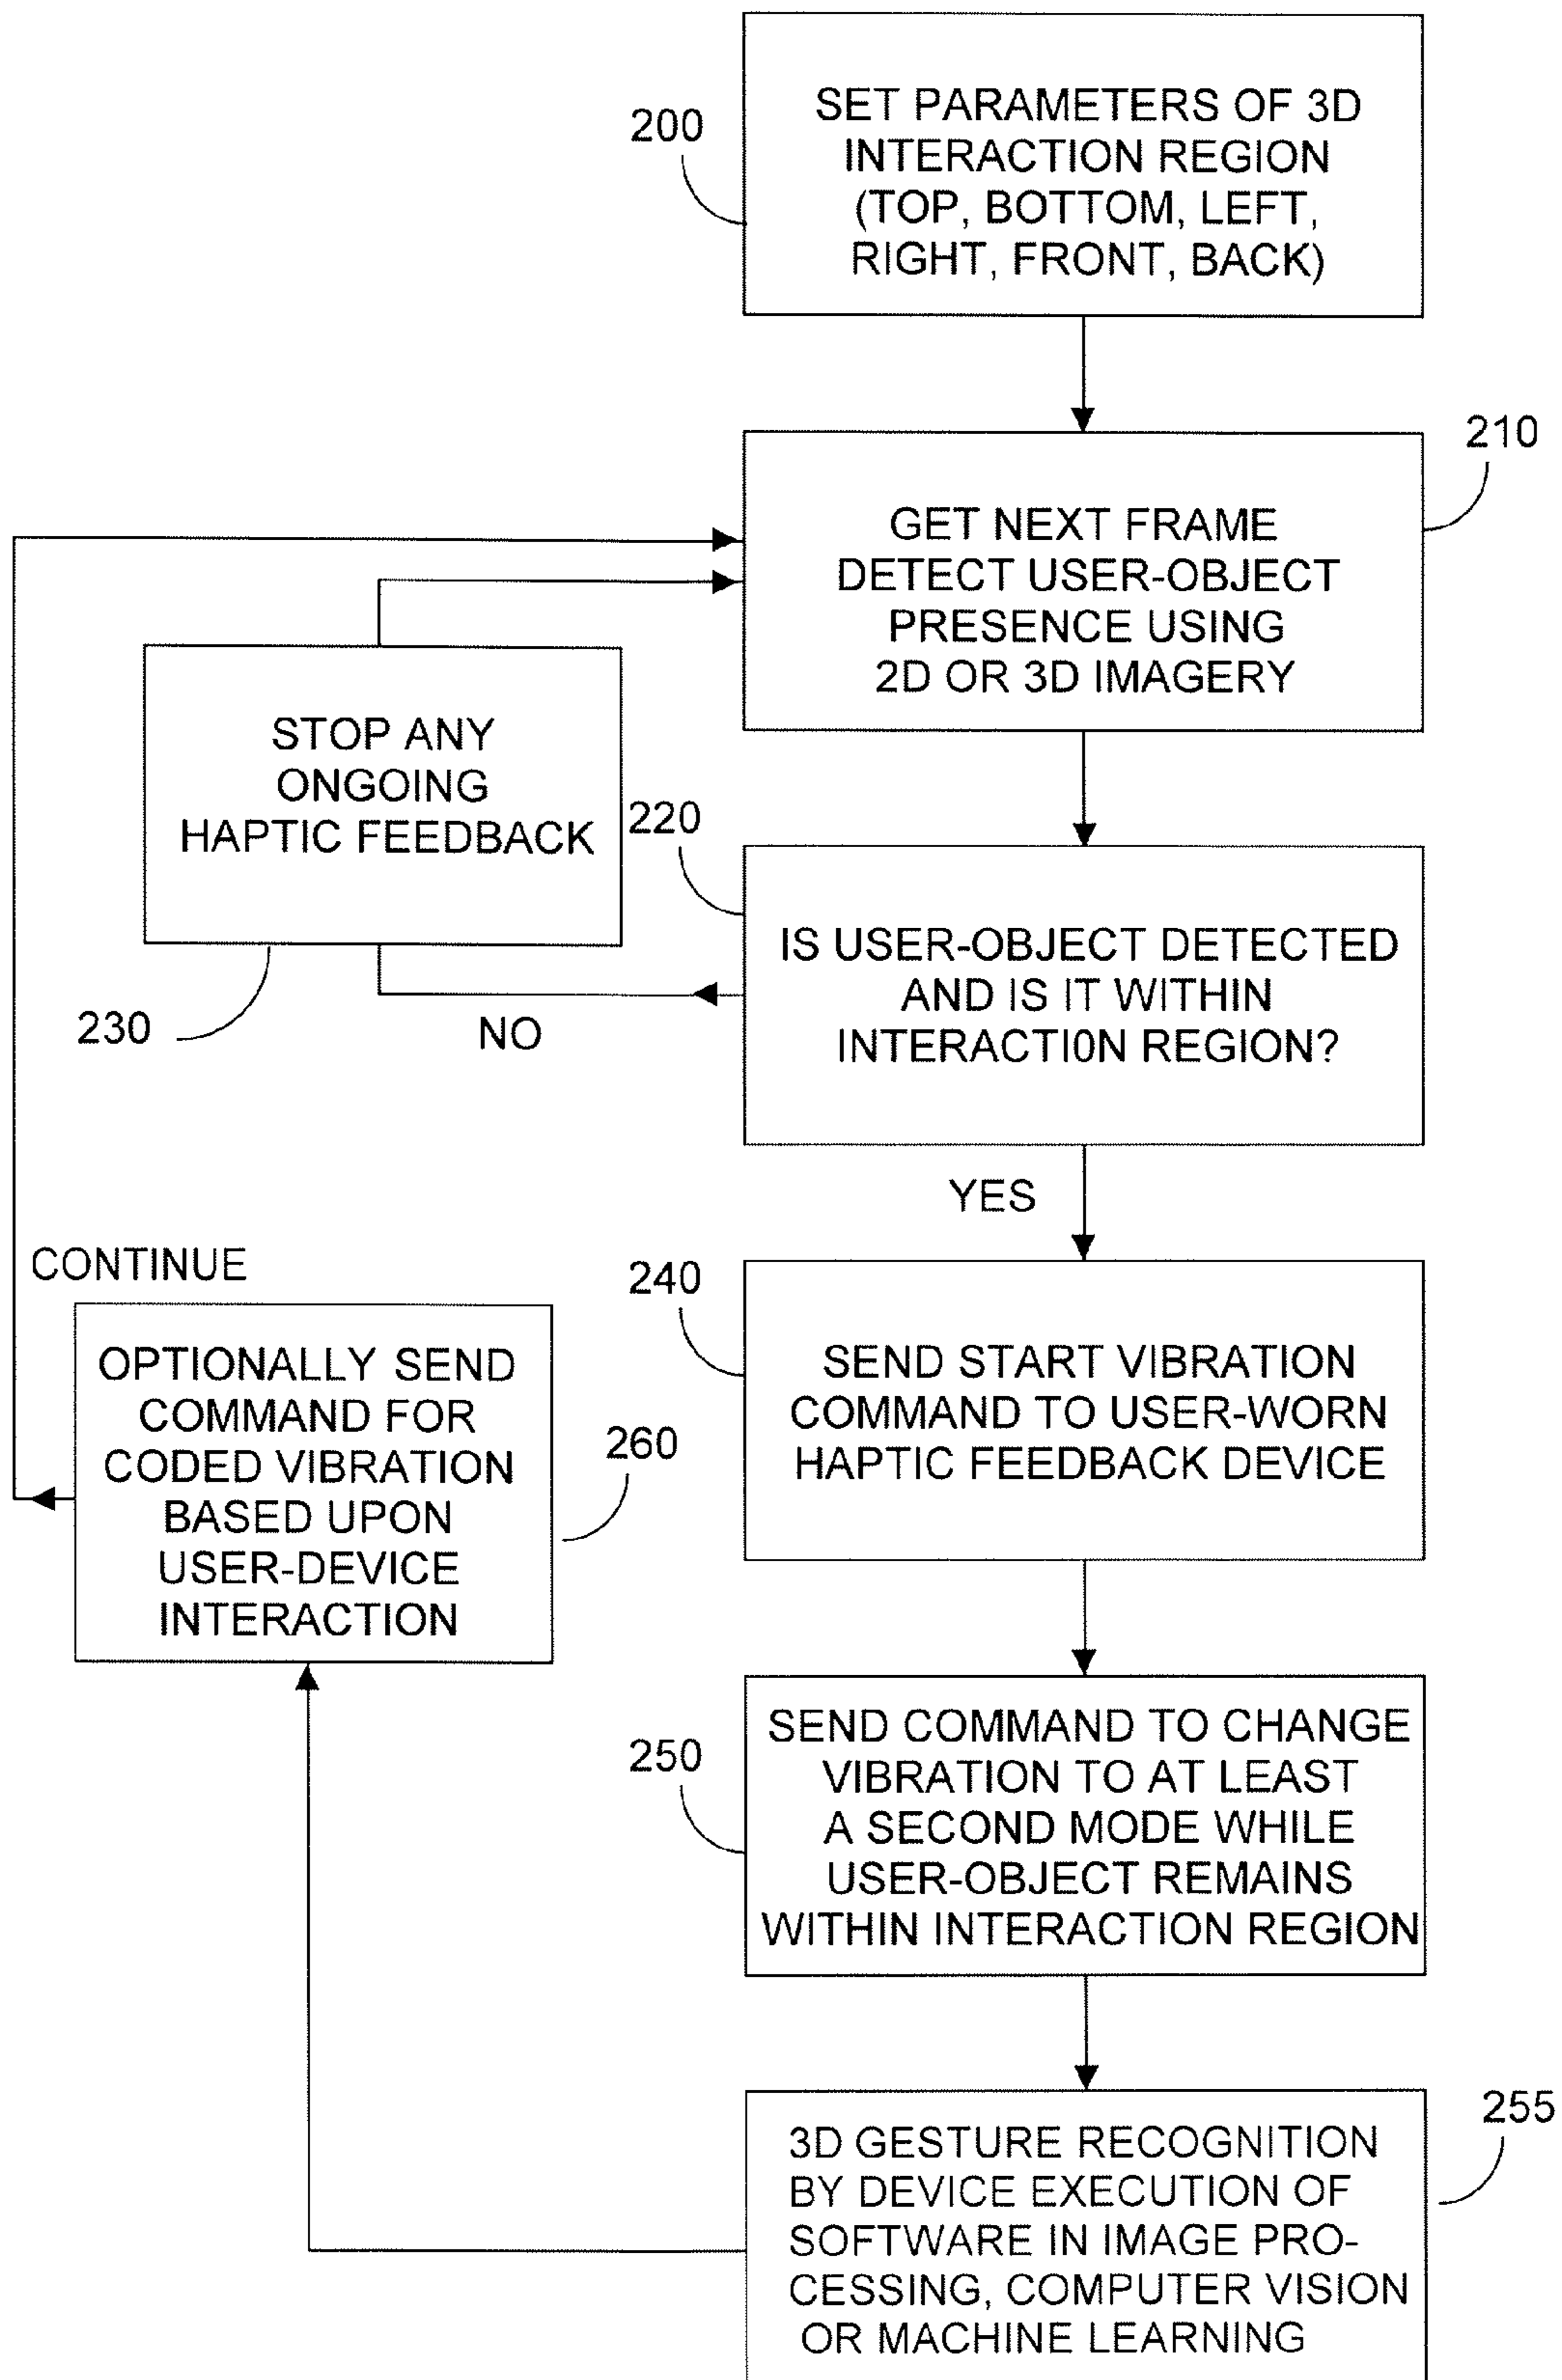 200
SET PARAMETERS OF 3D
INTERACTION REGION
(TOP, BOTTOM, LEFT,
RIGHT, FRONT, BACK)
210
GET NEXT FRAME
DETECT USER-OBJECT
PRESENCE USING
2D OR 3D IMAGERY
STOP ANY
ONGOING
HAPTIC FEEDBACK
230
220
IS USER-OBJECT DETECTED
AND IS IT WITHIN
INTERACTI0N REGION?
NO
YES
240
SEND START VIBRATION
COMMAND TO USER-WORN
HAPTIC FEEDBACK DEVICE
250
SEND COMMAND TO CHANGE
VIBRATION TO AT LEAST
A SECOND MODE WHILE
USER-OBJECT REMAINS
WITHIN INTERACTION REGION
255
3D GESTURE RECOGNITION
BY DEVICE EXECUTION OF
SOFTWARE IN IMAGE PRO-
CESSING, COMPUTER VISION
OR MACHINE LEARNING
CONTINUE
OPTIONALLY SEND
COMMAND FOR
CODED VIBRATION
BASED UPON
USER-DEVICE
INTERACTION
260